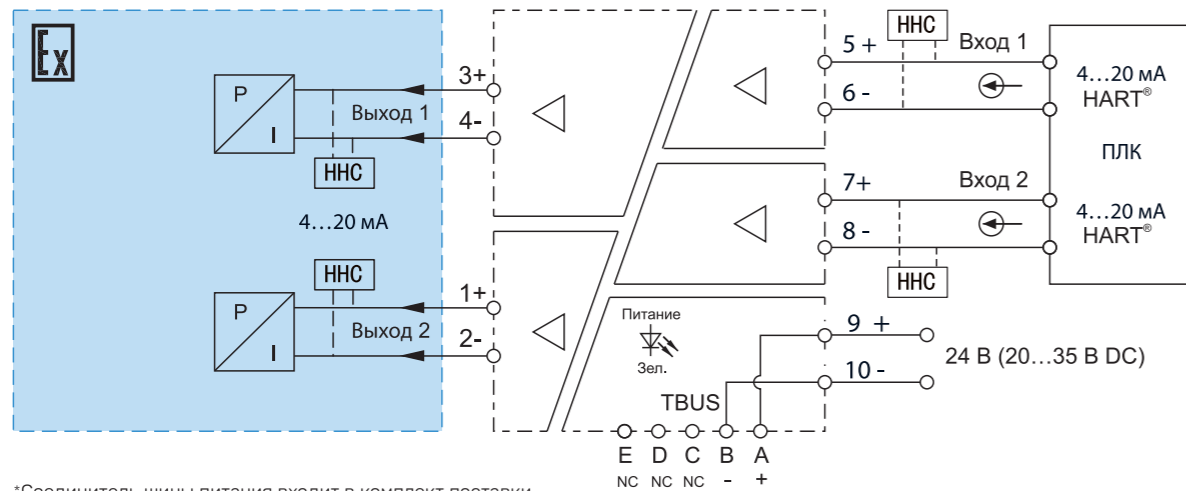 Ex
P
I
3+
Выход 1
4-
ННС
4...20 мА
ННС
P
I
1+
Выход 2
2-
ННС
5 +
Вход 1
6 -
4...20 мА
HART®
ПЛК
7+
Вход 2
8 -
4...20 мА
HART®
ННС
Питание
Зел.
9 +
10 -
24 В (20...35 В DC)
TBUS
E D C B A
NC NC NC - +